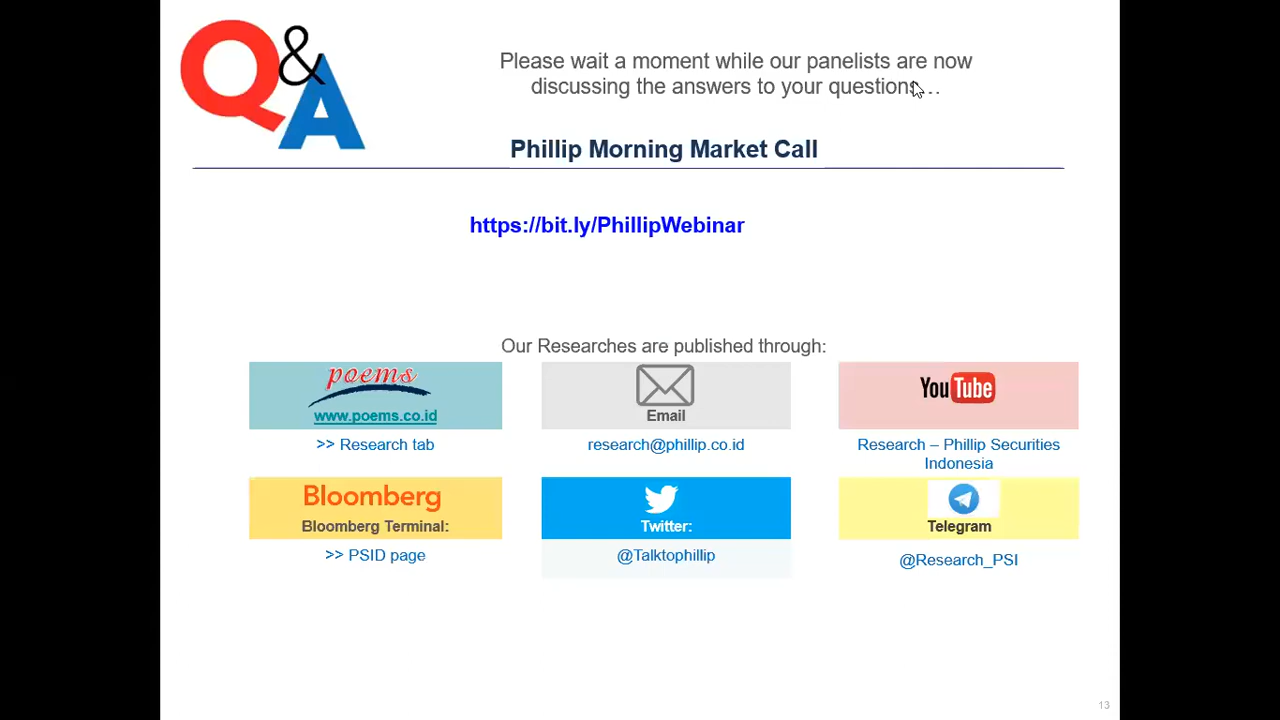 Q&A
Please wait a moment while our panelists are now
discussing the answers to your questions…
Phillip Morning Market Call
https://bit.ly/PhillipWebinar
Our Researches are published through:
poems
www.poems.co.id
>> Research tab
Email
research@phillip.co.id
YouTube
Research – Phillip Securities
Indonesia
Bloomberg
Bloomberg Terminal:
>> PSID page
Twitter:
@Talktophillip
Telegram
@Research_PSI
13